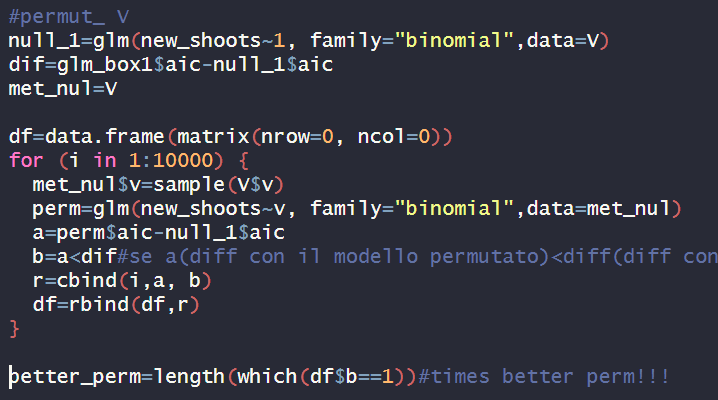 #permut_ V
null_1=glm(new_shoots~1, family="binomial",data=V)
dif=glm_box1$aic-null_1$aic
met_nul=V
df=data.frame(matrix(nrow=0, ncol=0))
for (i in 1:10000) {
met_nul$v=sample(V$v)
perm=glm(new_shoots~v, family="binomial",data=met_nul)
a=perm$aic-null_1$aic
b=a<dif#se a(diff con il modello permutato)<diff(diff con
r=cbind(i,a, b)
df=rbind(df,r)
}
better_perm=length(which(df$b==1))#times better perm!!!